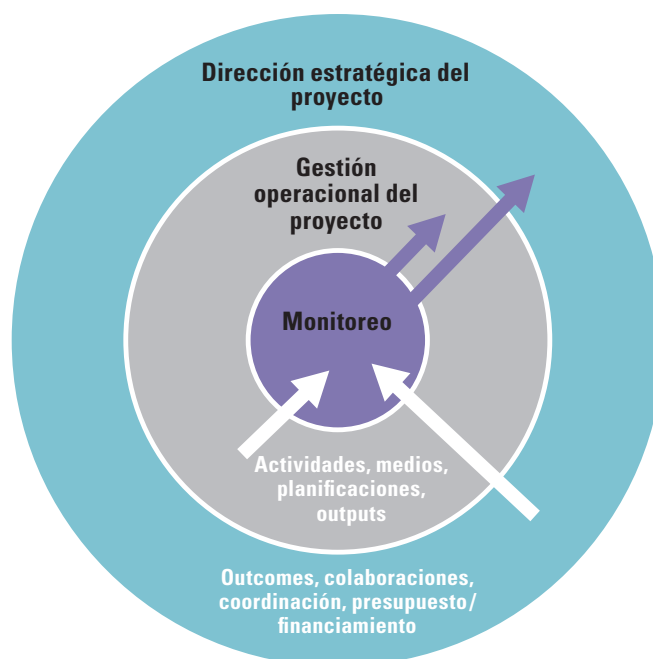 Dirección estratégica del
proyecto
Gestión
operacional del
proyecto
Monitoreo
Actividades, medios,
planificaciones,
outputs
Outcomes, colaboraciones,
coordinación, presupuesto/
financiamiento